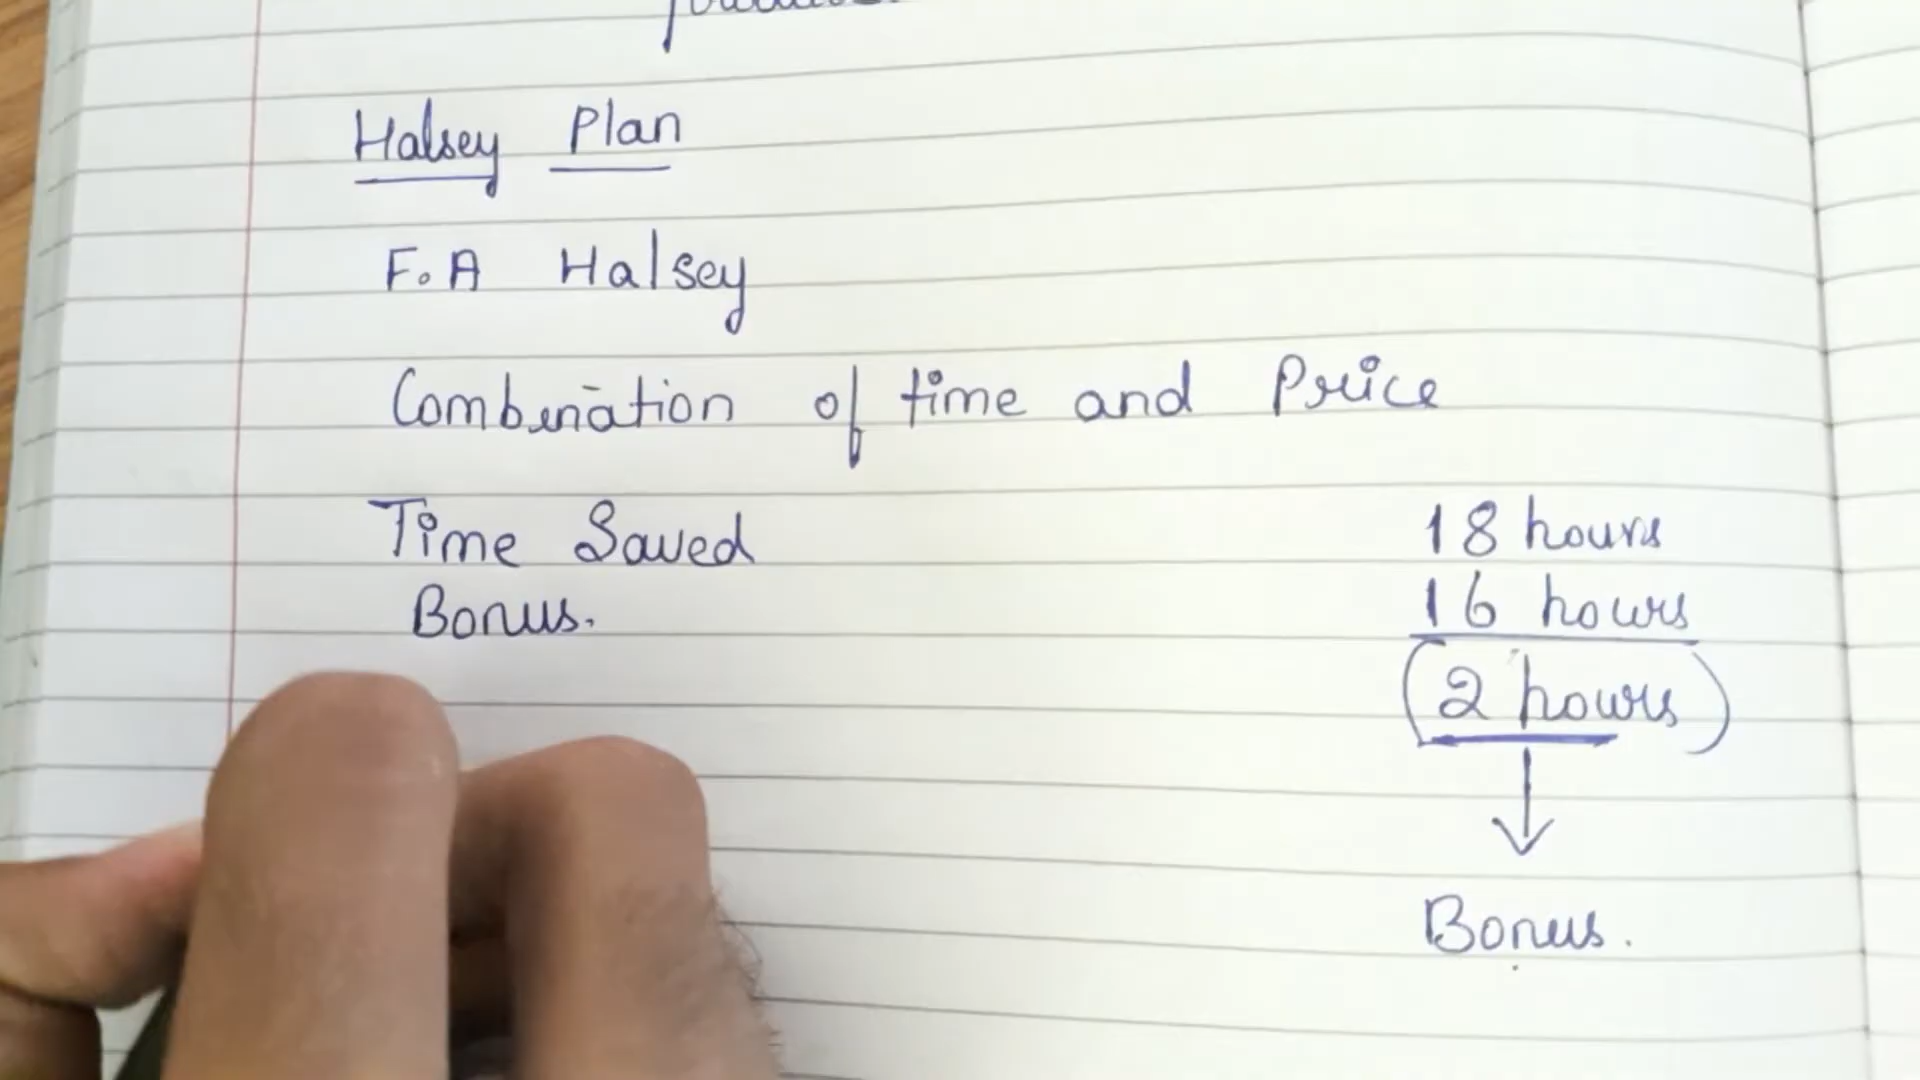 Halsey Plan
F.A Halsey
Combination of time and Price
Time Saved
Bonus.
18 hours
16 hours
(2 hours)
Bonus.